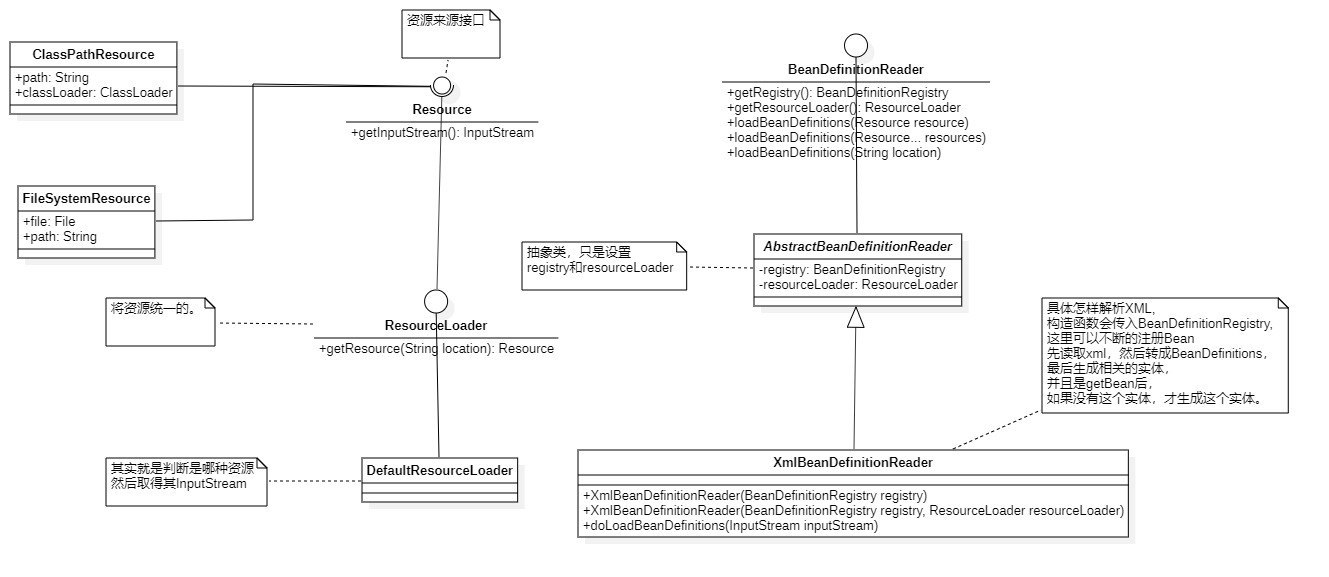 资源来源接口
ClassPathResource
+path: String
+classLoader: ClassLoader
Resource
+getInputStream(): InputStream
FileSystemResource
+file: File
+path: String
将资源统一的。
ResourceLoader
+getResource(String location): Resource
其实就是判断是哪种资源
然后取得其InputStream
DefaultResourceLoader
BeanDefinitionReader
+getRegistry(): BeanDefinitionRegistry
+getResourceLoader(): ResourceLoader
+loadBeanDefinitions(Resource resource)
+loadBeanDefinitions(Resource... resources)
+loadBeanDefinitions(String location)
抽象类，只是设置
registry和resourceLoader
AbstractBeanDefinitionReader
-registry: BeanDefinitionRegistry
-resourceLoader: ResourceLoader
具体怎样解析XML,
构造函数会传入BeanDefinitionRegistry,
这里可以不断的注册Bean
先读取xml，然后转成BeanDefinitions，
最后生成相关的实体，
并且是getBean后，
如果没有这个实体，才生成这个实体。
XmlBeanDefinitionReader
+XmlBeanDefinitionReader(BeanDefinitionRegistry registry)
+XmlBeanDefinitionReader(BeanDefinitionRegistry registry, ResourceLoader resourceLoader)
+doLoadBeanDefinitions(InputStream inputStream)